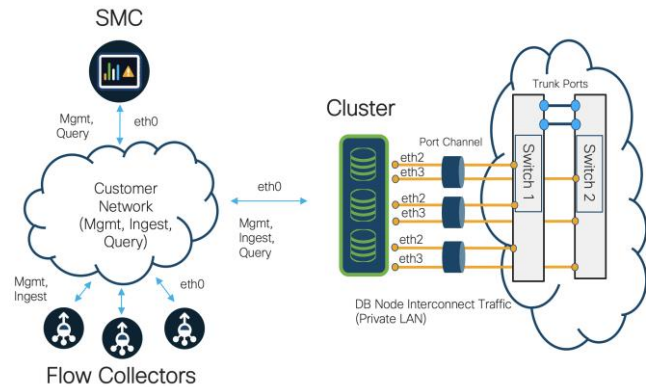 SMC
Mgmt,
Query
eth0
Customer
Network
(Mgmt, Ingest,
Query)
eth0
Mgmt,
Ingest,
Query
Mgmt,
Ingest
eth0
Flow Collectors
Cluster
Port Channel
eth2
eth3
eth2
eth3
eth2
eth3
Trunk Ports
Switch 1
Switch 2
DB Node Interconnect Traffic
(Private LAN)